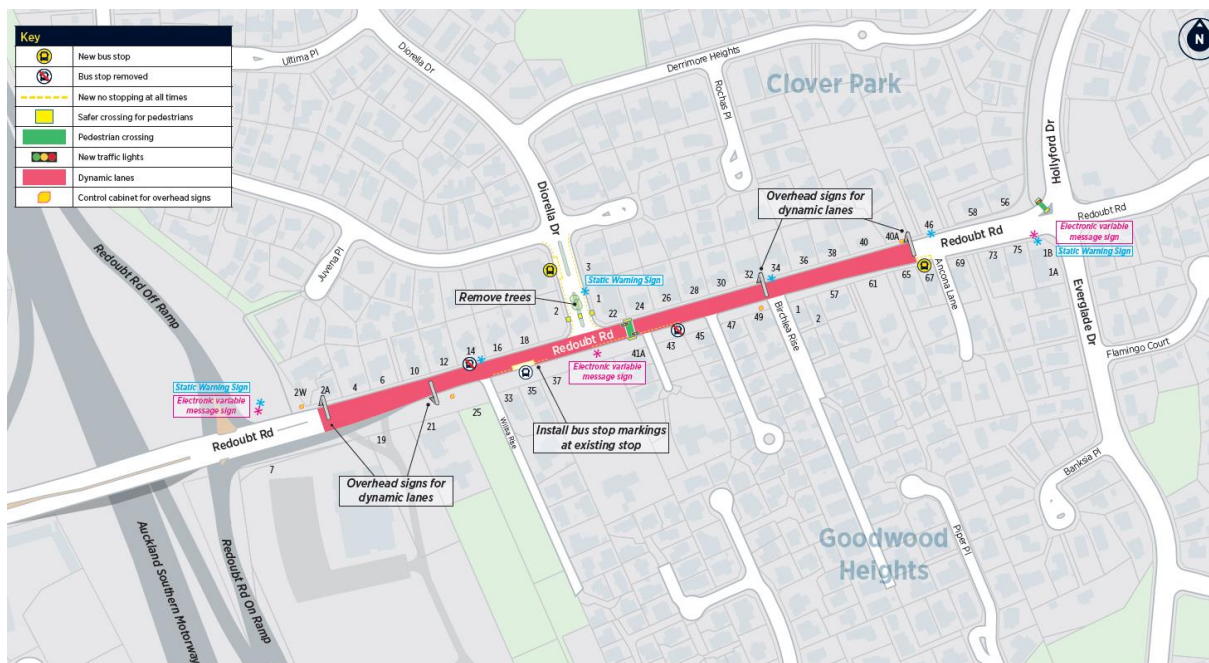 Key
New bus stop
Bus stop removed
New no stopping at all times
Safer crossing for pedestrians
Pedestrian crossing
New traffic lights
Dynamic lanes
Control cabinet for overhead signs
N
Ultima Pl
Diorella Dr
Derrimore Heights
Rochas Pl
Clover Park
Hollyford Dr
Juvena Pl
Diorella Dr
Redoubt Rd Off Ramp
Overhead signs for
dynamic lanes
56
58
46
Redoubt Rd
Redoubt Rd
Electronic variable
message sign
Static Warning Sign
40A
40
38
36
34
32
30
28
26
24
22
1
3
2
Static Warning Sign
Remove trees
65
67
69
73
75
1B
1A
Ancona Lane
61
57
1
2
49
47
45
43
41A
Birchlea Rise
Everglade Dr
Flamingo Court
Redoubt Rd
18
16
14
12
10
6
4
2A
2W
Static Warning Sign
Electronic variable
message sign
Electronic variable
message sign
37
35
33
25
21
19
7
Wilba Rise
Redoubt Rd
Install bus stop markings
at existing stop
Overhead signs for
dynamic lanes
Banksia Pl
Piper Pl
Goodwood
Heights
Auckland Southern Motorway
Redoubt Rd On Ramp